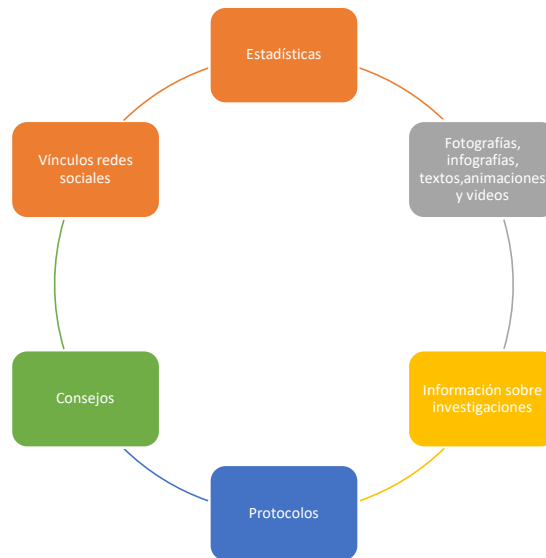 Estadísticas
Fotografías,
infografías,
textos,animaciones
y videos
Información sobre
investigaciones
Protocolos
Consejos
Vínculos redes
sociales